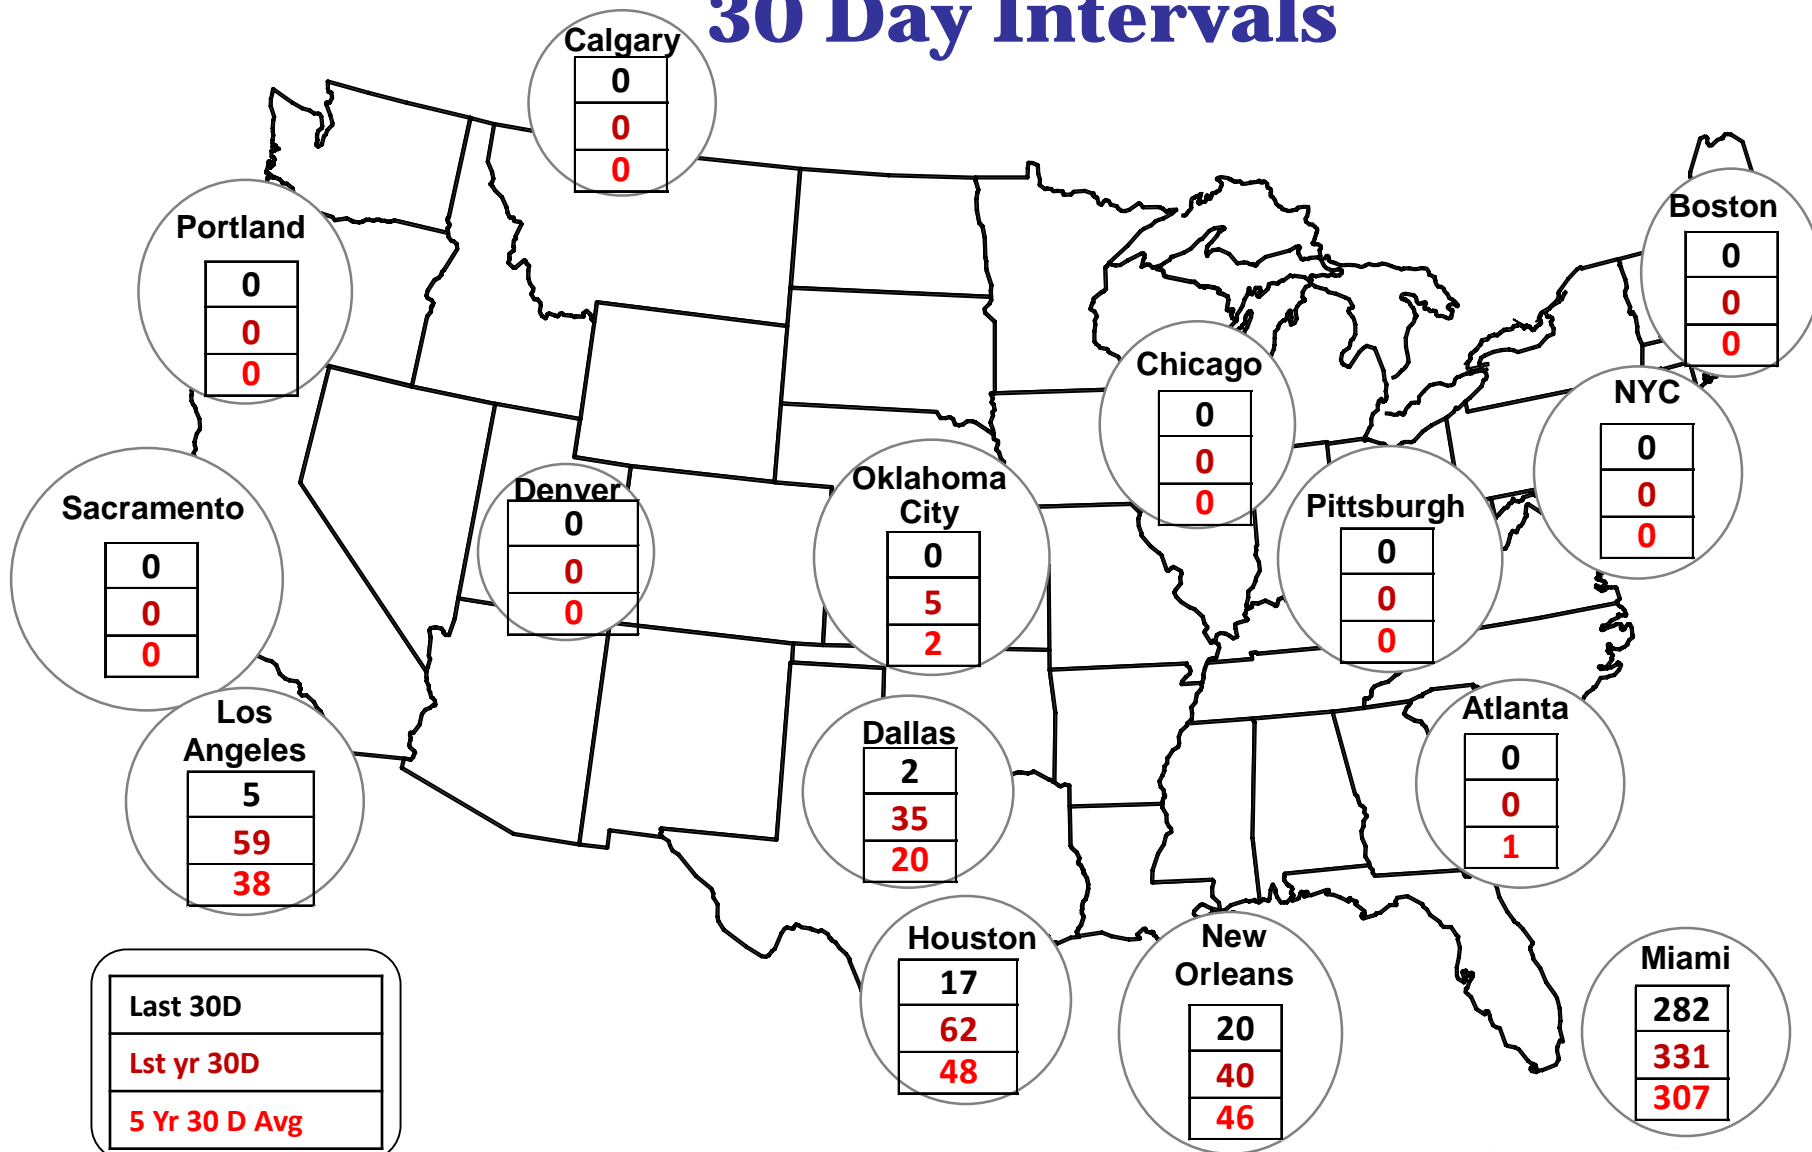 30 Day Intervals
Calgary
0
0
0
Portland
0
0
0
Boston
0
0
0
Chicago
0
0
0
NYC
0
0
0
Sacramento
0
0
0
Denver
0
0
0
Oklahoma
City
0
5
2
Pittsburgh
0
0
0
Los
Angeles
5
59
38
Dallas
2
35
20
Atlanta
0
0
1
Houston
17
62
48
New
Orleans
20
40
46
Miami
282
331
307
Last 30D
Lst yr 30D
5 Yr 30 D Avg